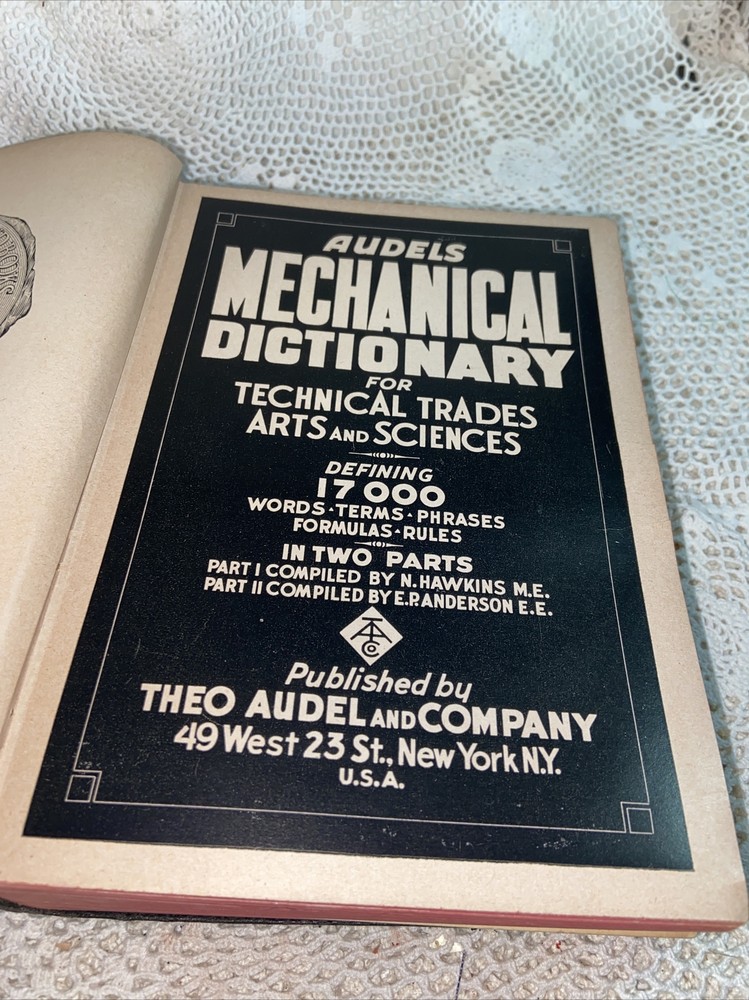 AUDELS
MECHANICAL
DICTIONARY
FOR
TECHNICAL TRADES
ARTS AND SCIENCES
DEFINING
17 000
WORDS · TERMS · PHRASES
FORMULAS · RULES
IN TWO PARTS
PART I COMPILED BY N. HAWKINS M.E.
PART II COMPILED BY E.P. ANDERSON E.E.
Published by
THEO AUDEL AND COMPANY
49 West 23 St., New York N.Y.
U.S.A.